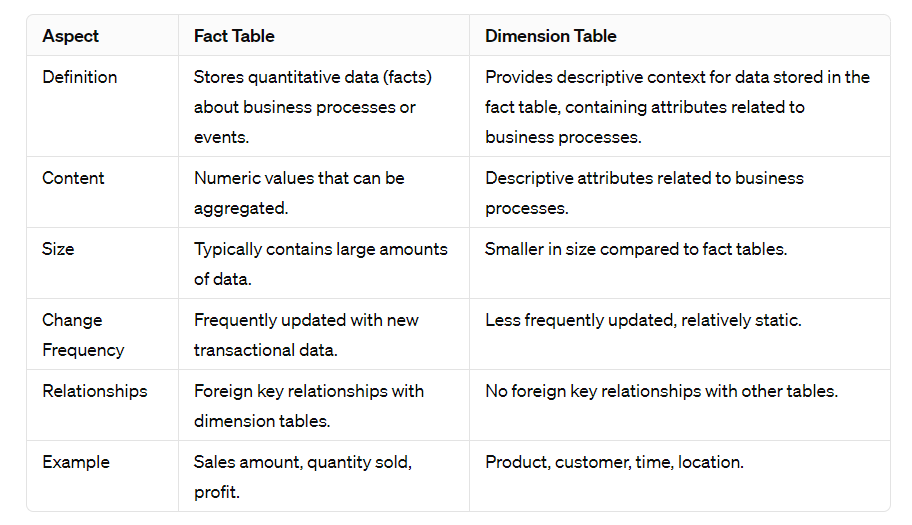 Aspect Fact Table Dimension Table
Definition Stores quantitative data (facts) Provides descriptive context for data stored in the
about business processes or fact table, containing attributes related to
events. business processes.
Content Numeric values that can be Descriptive attributes related to business
aggregated. processes.
Size Typically contains large amounts Smaller in size compared to fact tables.
of data.
Change Frequently updated with new Less frequently updated, relatively static.
Frequency transactional data.
Relationships Foreign key relationships with No foreign key relationships with other tables.
dimension tables.
Example Sales amount, quantity sold, Product, customer, time, location.
profit.